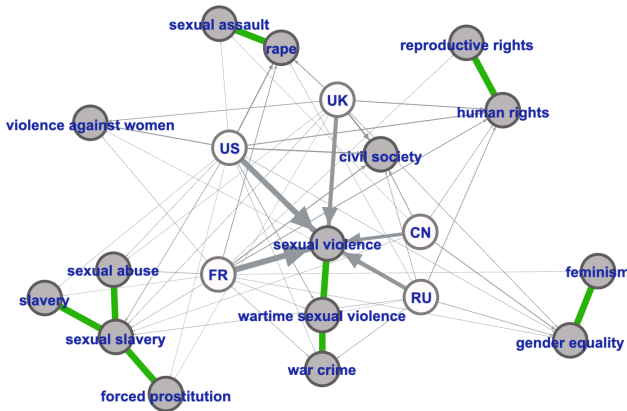 sexual assault
rape
reproductive rights
UK
human rights
violence against women
US
civil society
CN
sexual violence
sexual abuse
FR
feminism
slavery
RU
wartime sexual violence
sexual slavery
gender equality
war crime
forced prostitution